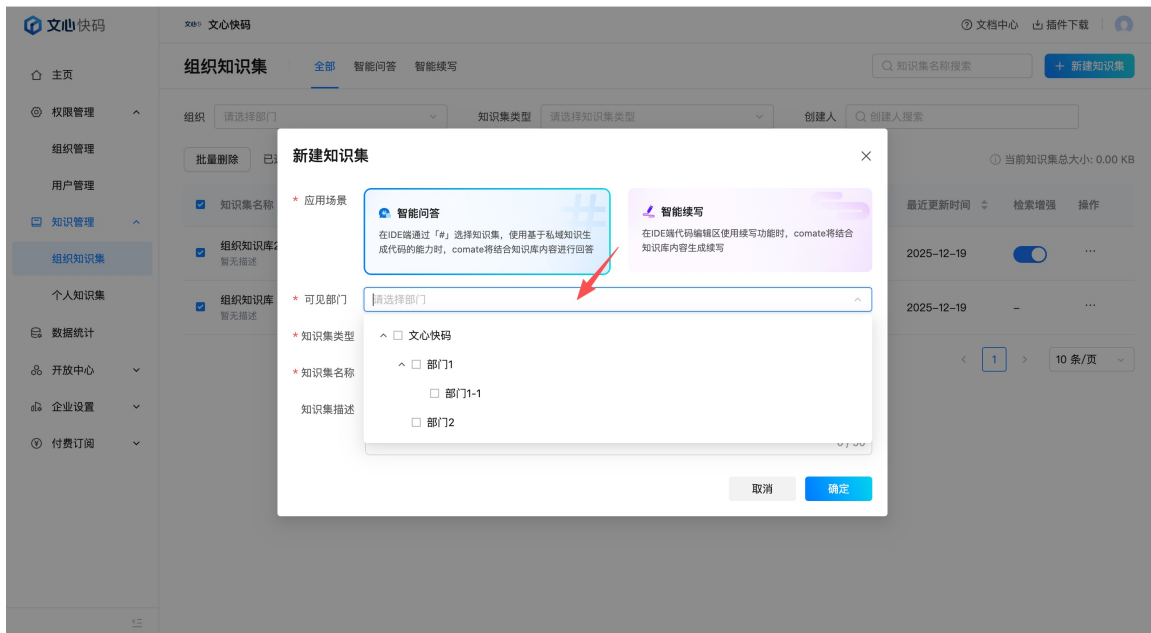 文心快码
文心快码 文心快码
文档中心 插件下载
主页
权限管理
组织管理
用户管理
知识管理
组织知识集
个人知识集
数据统计
开放中心
企业设置
付费订阅
组织知识集 全部 智能问答 智能续写
知识集名称搜索 + 新建知识集
组织 请选择部门 知识集类型 请选择知识集类型 创建人 创建人搜索
批量删除 已
当前知识集总大小: 0.00 KB
知识集名称 最近更新时间 检索增强 操作
组织知识库2 2025-12-19 ...
暂无描述
组织知识库 2025-12-19 - ...
暂无描述
< 1 > 10 条/页
新建知识集
* 应用场景
智能问答
在IDE端通过「#」选择知识集，使用基于私域知识生
成代码的能力时，comate将结合知识库内容进行回答
智能续写
在IDE端代码编辑区使用续写功能时，comate将结合
知识库内容生成续写
* 可见部门 请选择部门
* 知识集类型
* 知识集名称
知识集描述
文心快码
部门1
部门1-1
部门2
0 / 50
取消 确定